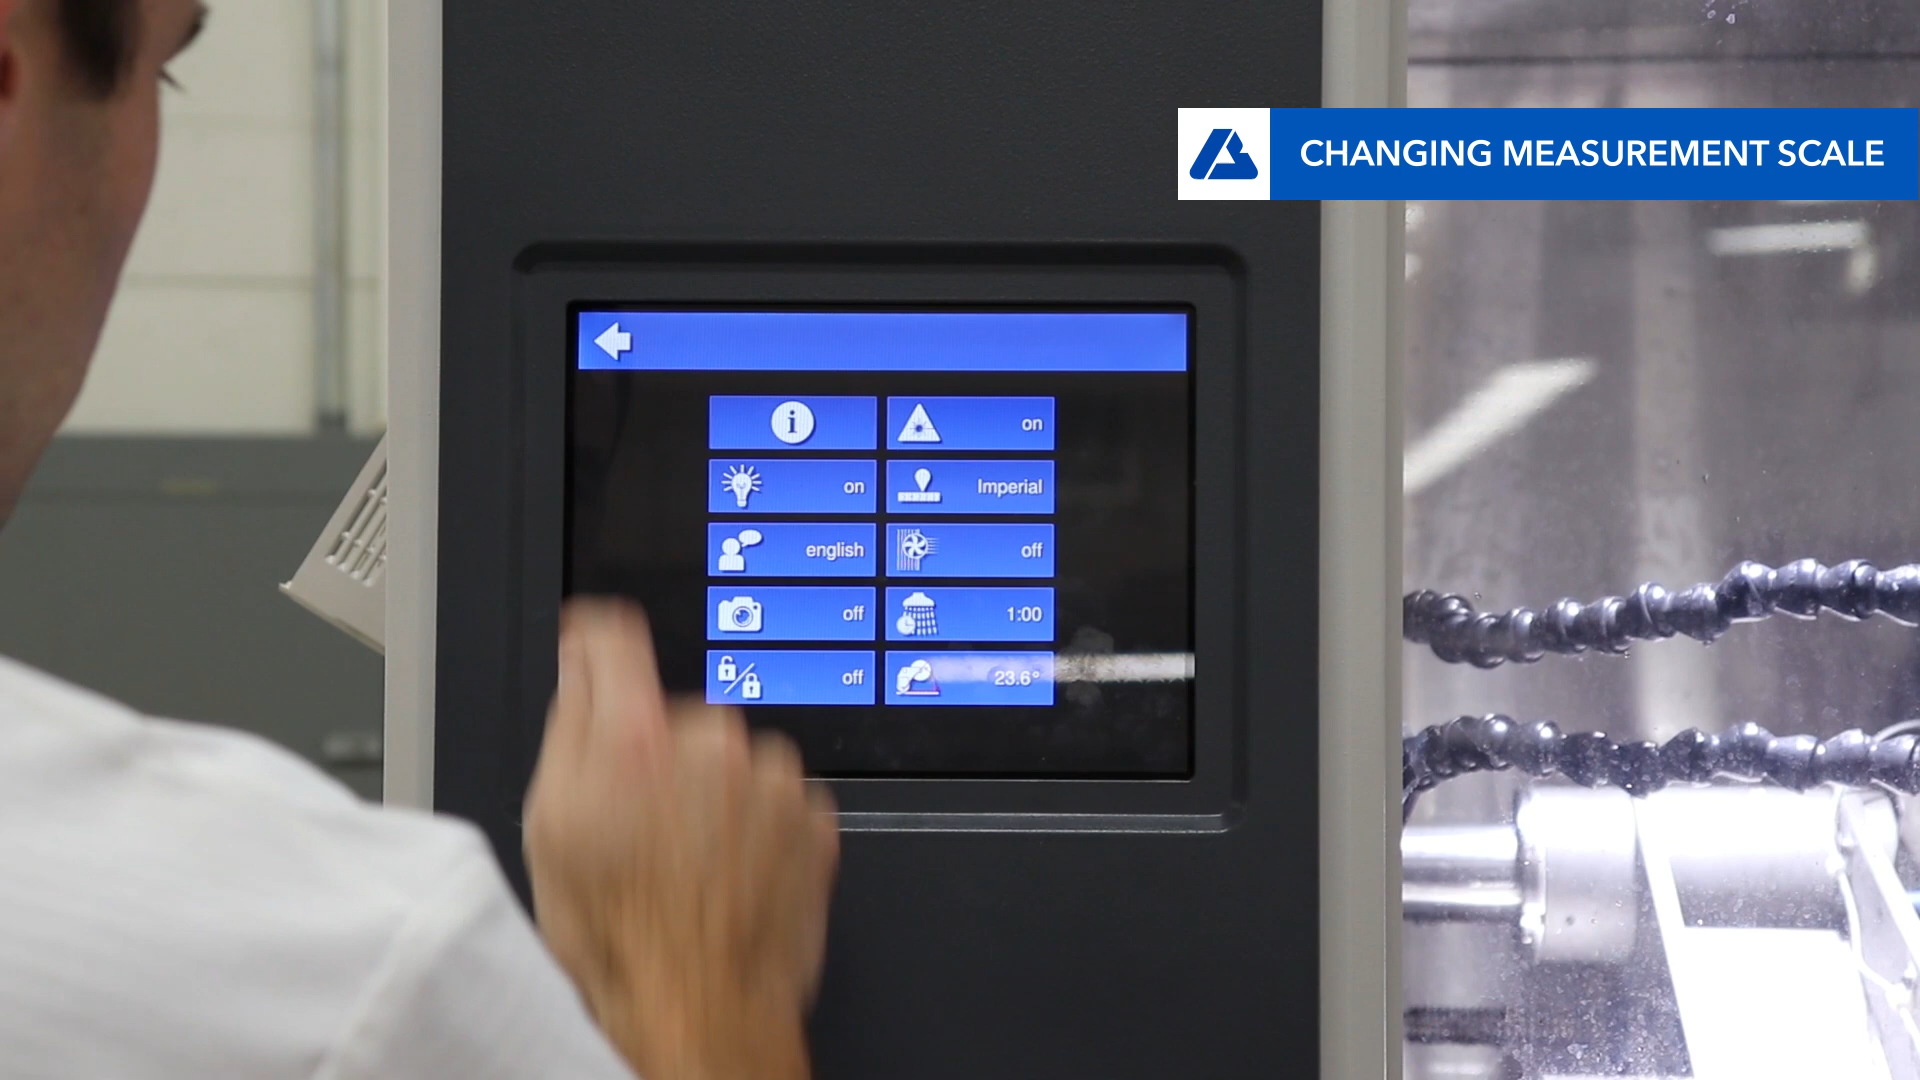 CHANGING MEASUREMENT SCALE
i
on
on
Imperial
english
off
off
1:00
off
23.6°